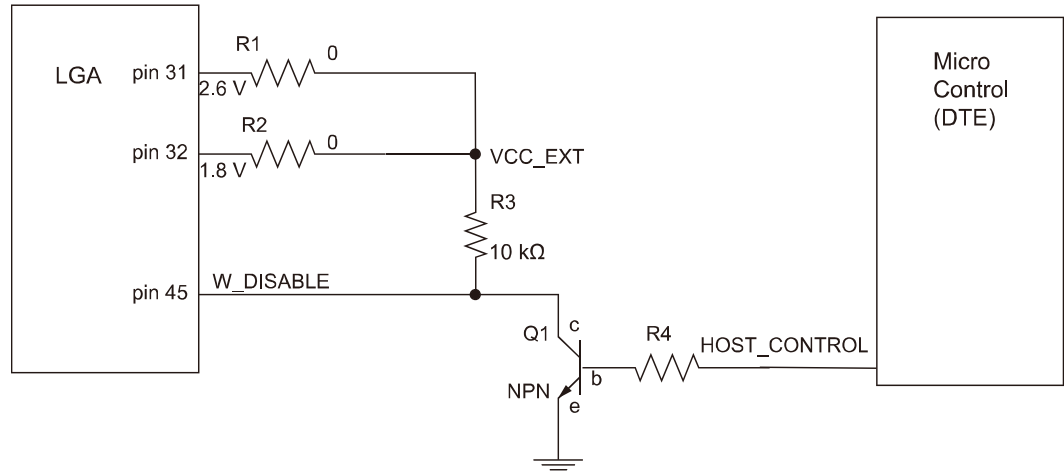 LGA
pin 31
2.6 V
R1
0
pin 32
1.8 V
R2
0
VCC_EXT
R3
10 kΩ
pin 45
W_DISABLE
Q1
NPN
c
b
e
R4
HOST_CONTROL
Micro
Control
(DTE)